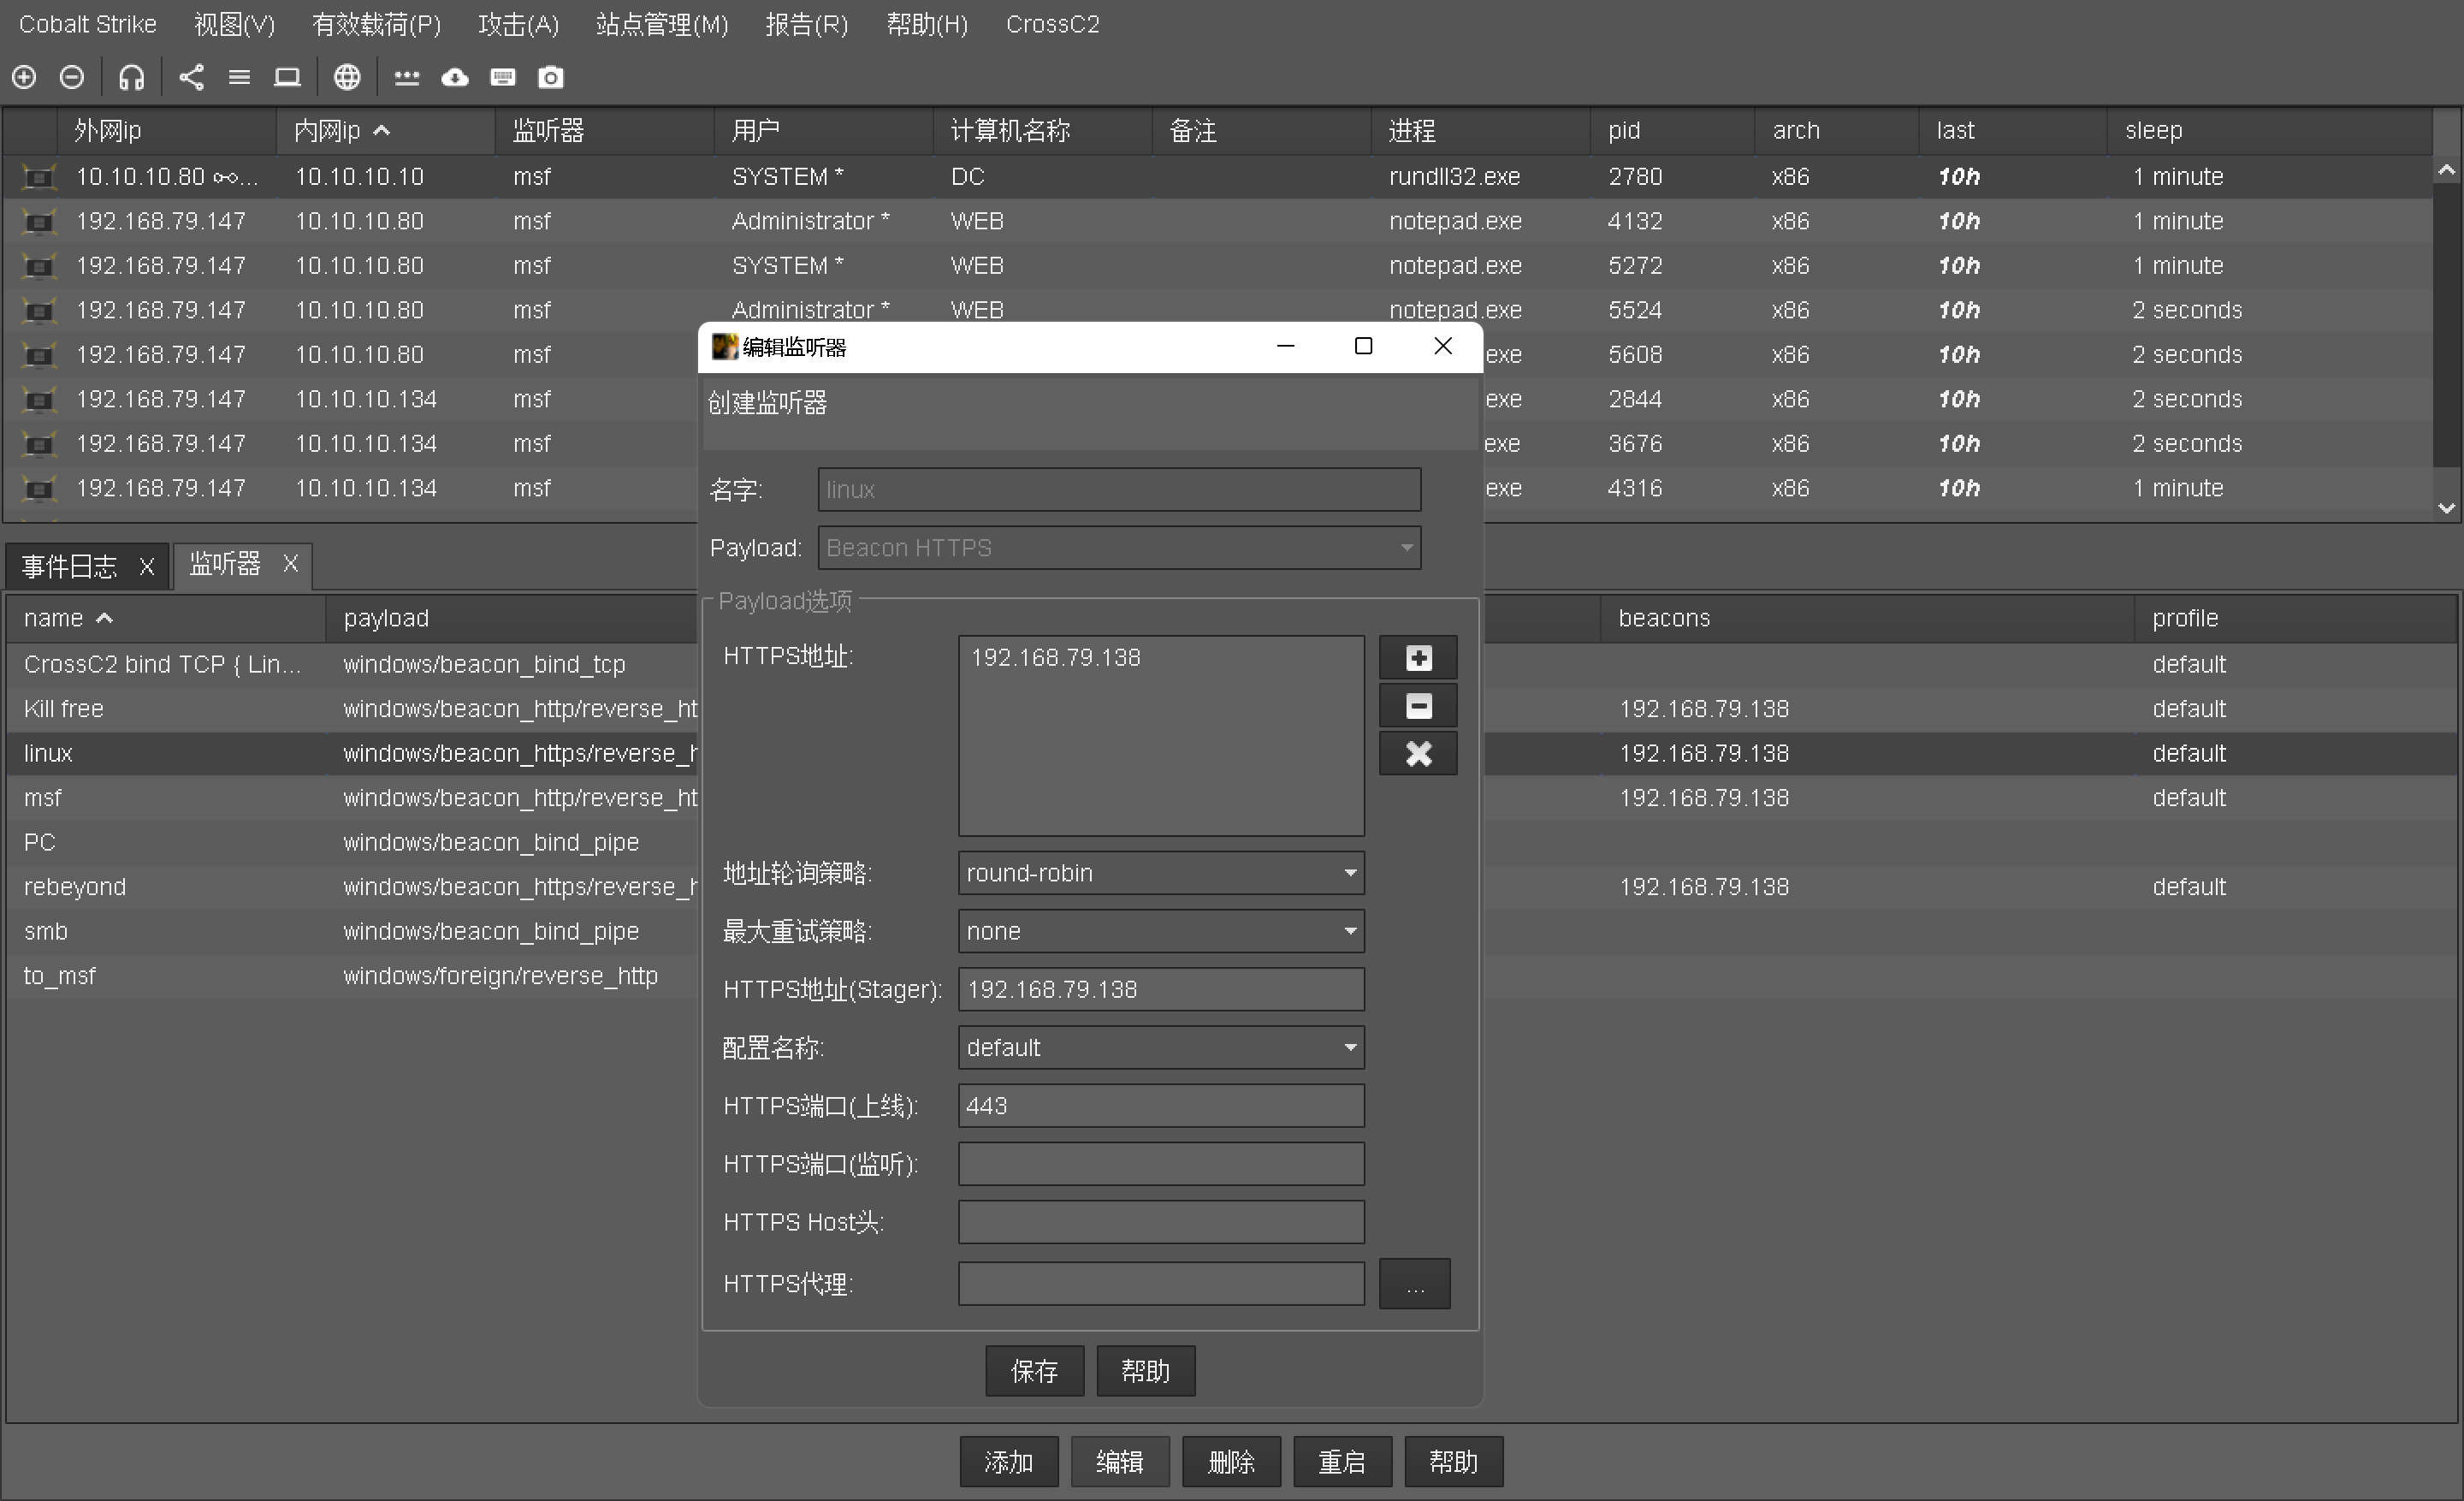 Cobalt Strike 视图(V) 有效载荷(P) 攻击(A) 站点管理(M) 报告(R) 帮助(H) CrossC2
外网ip 内网ip 监听器 用户 计算机名称 备注 进程 pid arch last sleep
10.10.10.80 ... 10.10.10.10 msf SYSTEM * DC rundll32.exe 2780 x86 10h 1 minute
192.168.79.147 10.10.10.80 msf Administrator * WEB notepad.exe 4132 x86 10h 1 minute
192.168.79.147 10.10.10.80 msf SYSTEM * WEB notepad.exe 5272 x86 10h 1 minute
192.168.79.147 10.10.10.80 msf Administrator * WEB notepad.exe 5524 x86 10h 2 seconds
192.168.79.147 10.10.10.80 msf exe 5608 x86 10h 2 seconds
192.168.79.147 10.10.10.134 msf exe 2844 x86 10h 2 seconds
192.168.79.147 10.10.10.134 msf exe 3676 x86 10h 2 seconds
192.168.79.147 10.10.10.134 msf exe 4316 x86 10h 1 minute
事件日志 X 监听器 X
name payload beacons profile
CrossC2 bind TCP { Lin... windows/beacon_bind_tcp default
Kill free windows/beacon_http/reverse_ht 192.168.79.138 default
linux windows/beacon_https/reverse_h 192.168.79.138 default
msf windows/beacon_http/reverse_ht 192.168.79.138 default
PC windows/beacon_bind_pipe
rebeyond windows/beacon_https/reverse_h 192.168.79.138 default
smb windows/beacon_bind_pipe
to_msf windows/foreign/reverse_http
编辑监听器
创建监听器
名字: linux
Payload: Beacon HTTPS
Payload选项
HTTPS地址: 192.168.79.138
地址轮询策略: round-robin
最大重试策略: none
HTTPS地址(Stager): 192.168.79.138
配置名称: default
HTTPS端口(上线): 443
HTTPS端口(监听):
HTTPS Host头:
HTTPS代理: ...
保存 帮助
添加 编辑 删除 重启 帮助